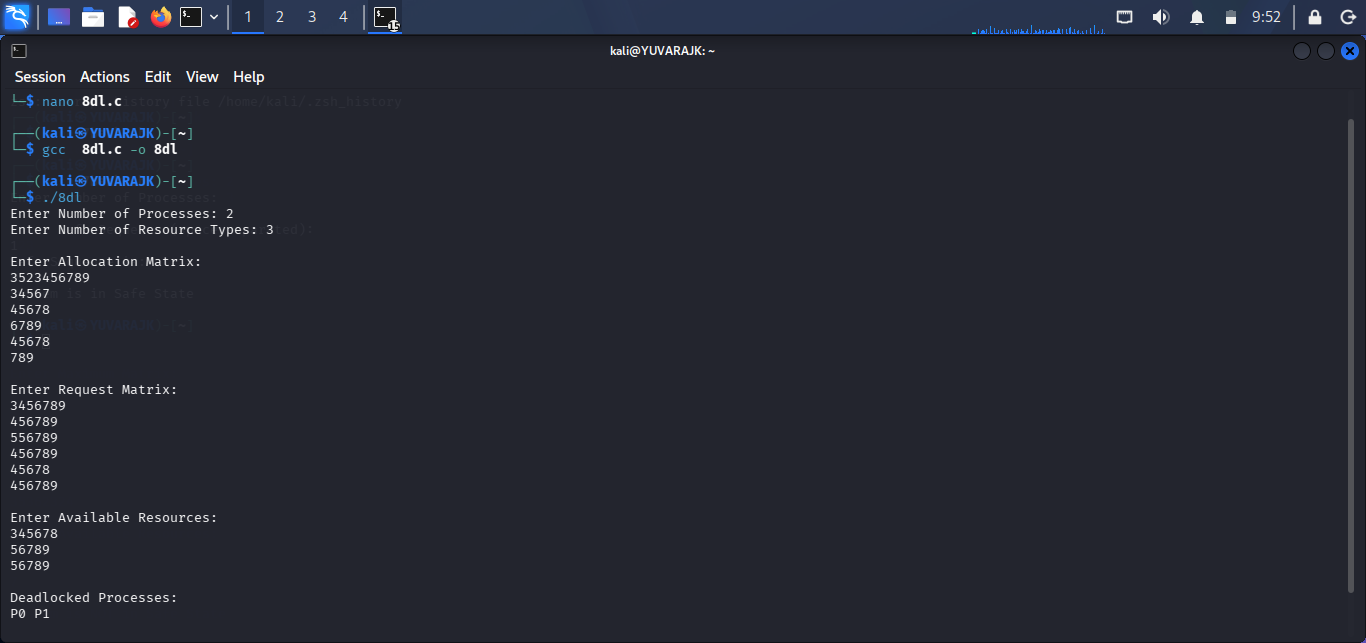 1 2 3 4 9:52
kali@YUVARAJK: ~
Session Actions Edit View Help
└─$ nano 8dl.c
┌──(kali㉿YUVARAJK)-[~]
└─$ gcc  8dl.c -o 8dl
┌──(kali㉿YUVARAJK)-[~]
└─$ ./8dl
Enter Number of Processes: 2
Enter Number of Resource Types: 3
Enter Allocation Matrix:
3523456789
34567
45678
6789
45678
789
Enter Request Matrix:
3456789
456789
556789
456789
45678
456789
Enter Available Resources:
345678
56789
56789
Deadlocked Processes:
P0 P1